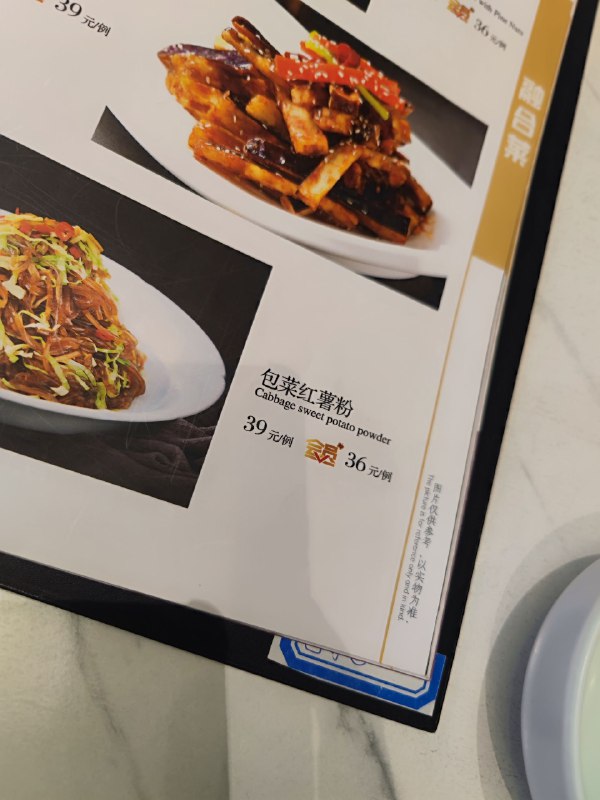 39 元/例
with Pine Nuts
36 元/例
融合菜
包菜红薯粉
Cabbage sweet potato powder
39 元/例 会员 36 元/例
图片仅供参考，以实物为准。
The picture is for reference only and in kind.